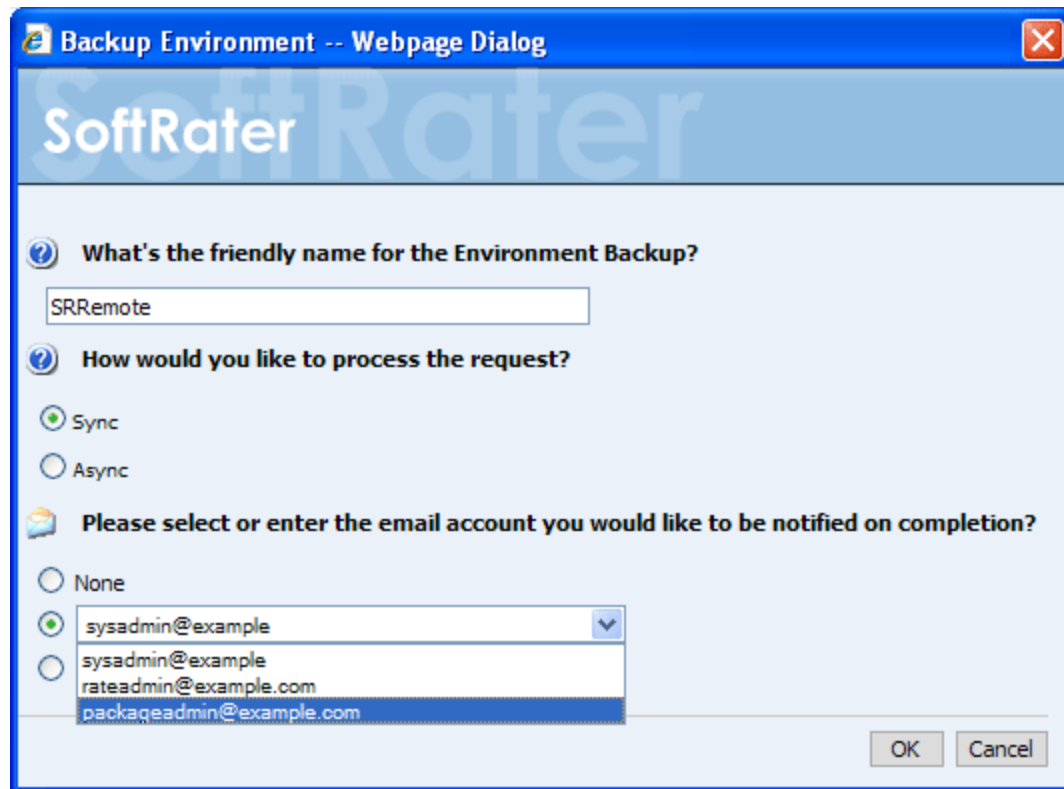 Backup Environment -- Webpage Dialog
SoftRater
SoftRater
What's the friendly name for the Environment Backup?
SRRemote
How would you like to process the request?
Sync
Async
Please select or enter the email account you would like to be notified on completion?
None
sysadmin@example
sysadmin@example
rateadmin@example.com
packageadmin@example.com
OK Cancel